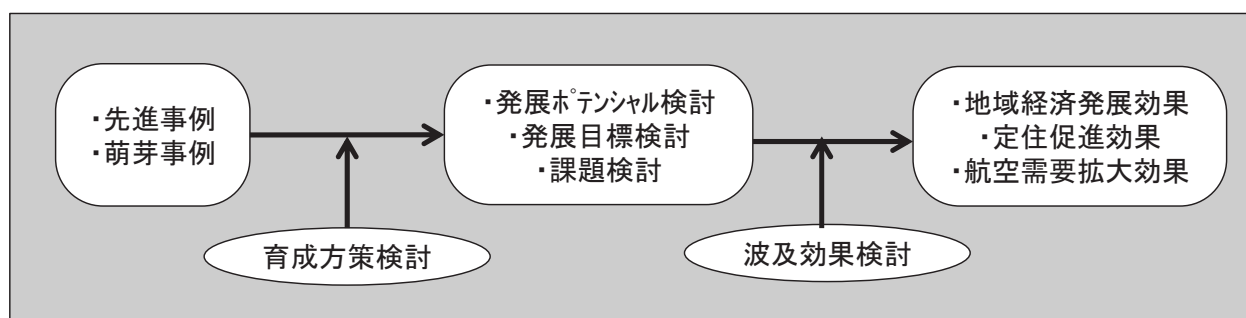 ・先進事例
・萌芽事例
・発展ﾎﾟﾃﾝｼｬﾙ検討
・発展目標検討
・課題検討
・地域経済発展効果
・定住促進効果
・航空需要拡大効果
育成方策検討
波及効果検討